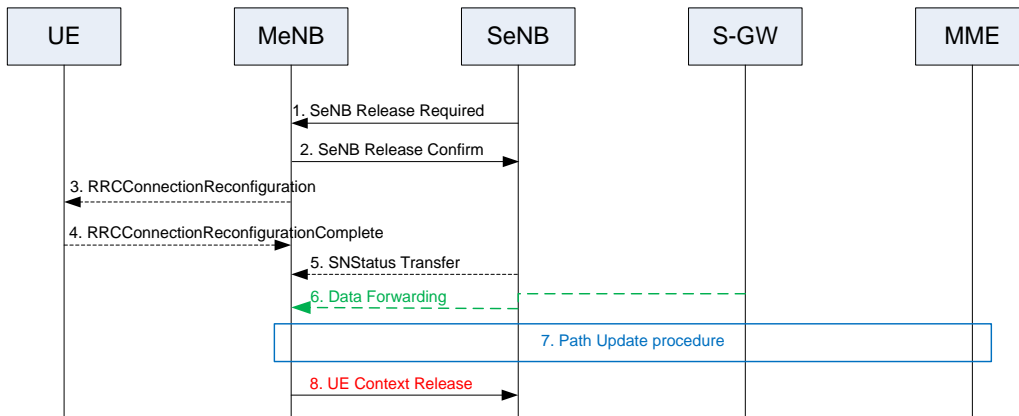 UE
MeNB
SeNB
S-GW
MME
1. SeNB Release Required
2. SeNB Release Confirm
3. RRCConnectionReconfiguration
4. RRCConnectionReconfigurationComplete
5. SNStatus Transfer
6. Data Forwarding
7. Path Update procedure
8. UE Context Release